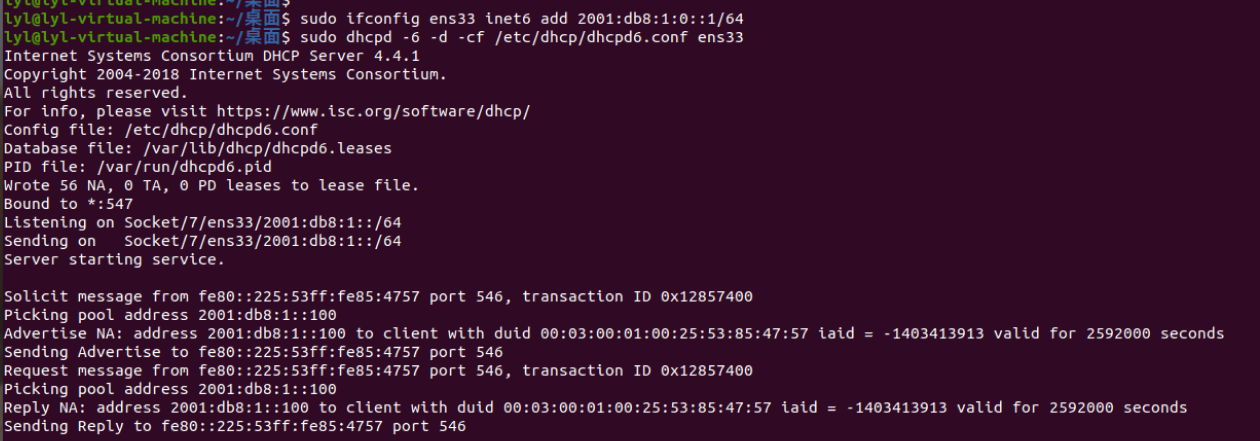 lyl@lyl-virtual-machine:~/桌面$
lyl@lyl-virtual-machine:~/桌面$ sudo ifconfig ens33 inet6 add 2001:db8:1:0::1/64
lyl@lyl-virtual-machine:~/桌面$ sudo dhcpd -6 -d -cf /etc/dhcp/dhcpd6.conf ens33
Internet Systems Consortium DHCP Server 4.4.1
Copyright 2004-2018 Internet Systems Consortium.
All rights reserved.
For info, please visit https://www.isc.org/software/dhcp/
Config file: /etc/dhcp/dhcpd6.conf
Database file: /var/lib/dhcp/dhcpd6.leases
PID file: /var/run/dhcpd6.pid
Wrote 56 NA, 0 TA, 0 PD leases to lease file.
Bound to *:547
Listening on Socket/7/ens33/2001:db8:1::/64
Sending on   Socket/7/ens33/2001:db8:1::/64
Server starting service.
Solicit message from fe80::225:53ff:fe85:4757 port 546, transaction ID 0x12857400
Picking pool address 2001:db8:1::100
Advertise NA: address 2001:db8:1::100 to client with duid 00:03:00:01:00:25:53:85:47:57 iaid = -1403413913 valid for 2592000 seconds
Sending Advertise to fe80::225:53ff:fe85:4757 port 546
Request message from fe80::225:53ff:fe85:4757 port 546, transaction ID 0x12857400
Picking pool address 2001:db8:1::100
Reply NA: address 2001:db8:1::100 to client with duid 00:03:00:01:00:25:53:85:47:57 iaid = -1403413913 valid for 2592000 seconds
Sending Reply to fe80::225:53ff:fe85:4757 port 546